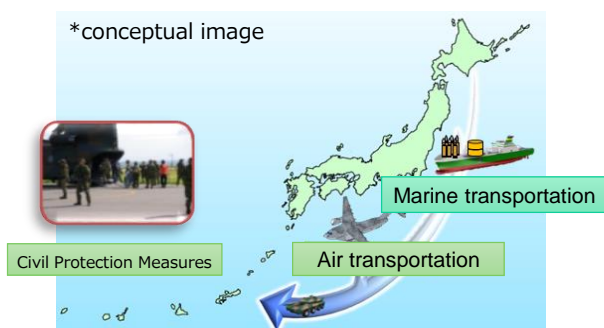 *conceptual image
Marine transportation
Civil Protection Measures
Air transportation